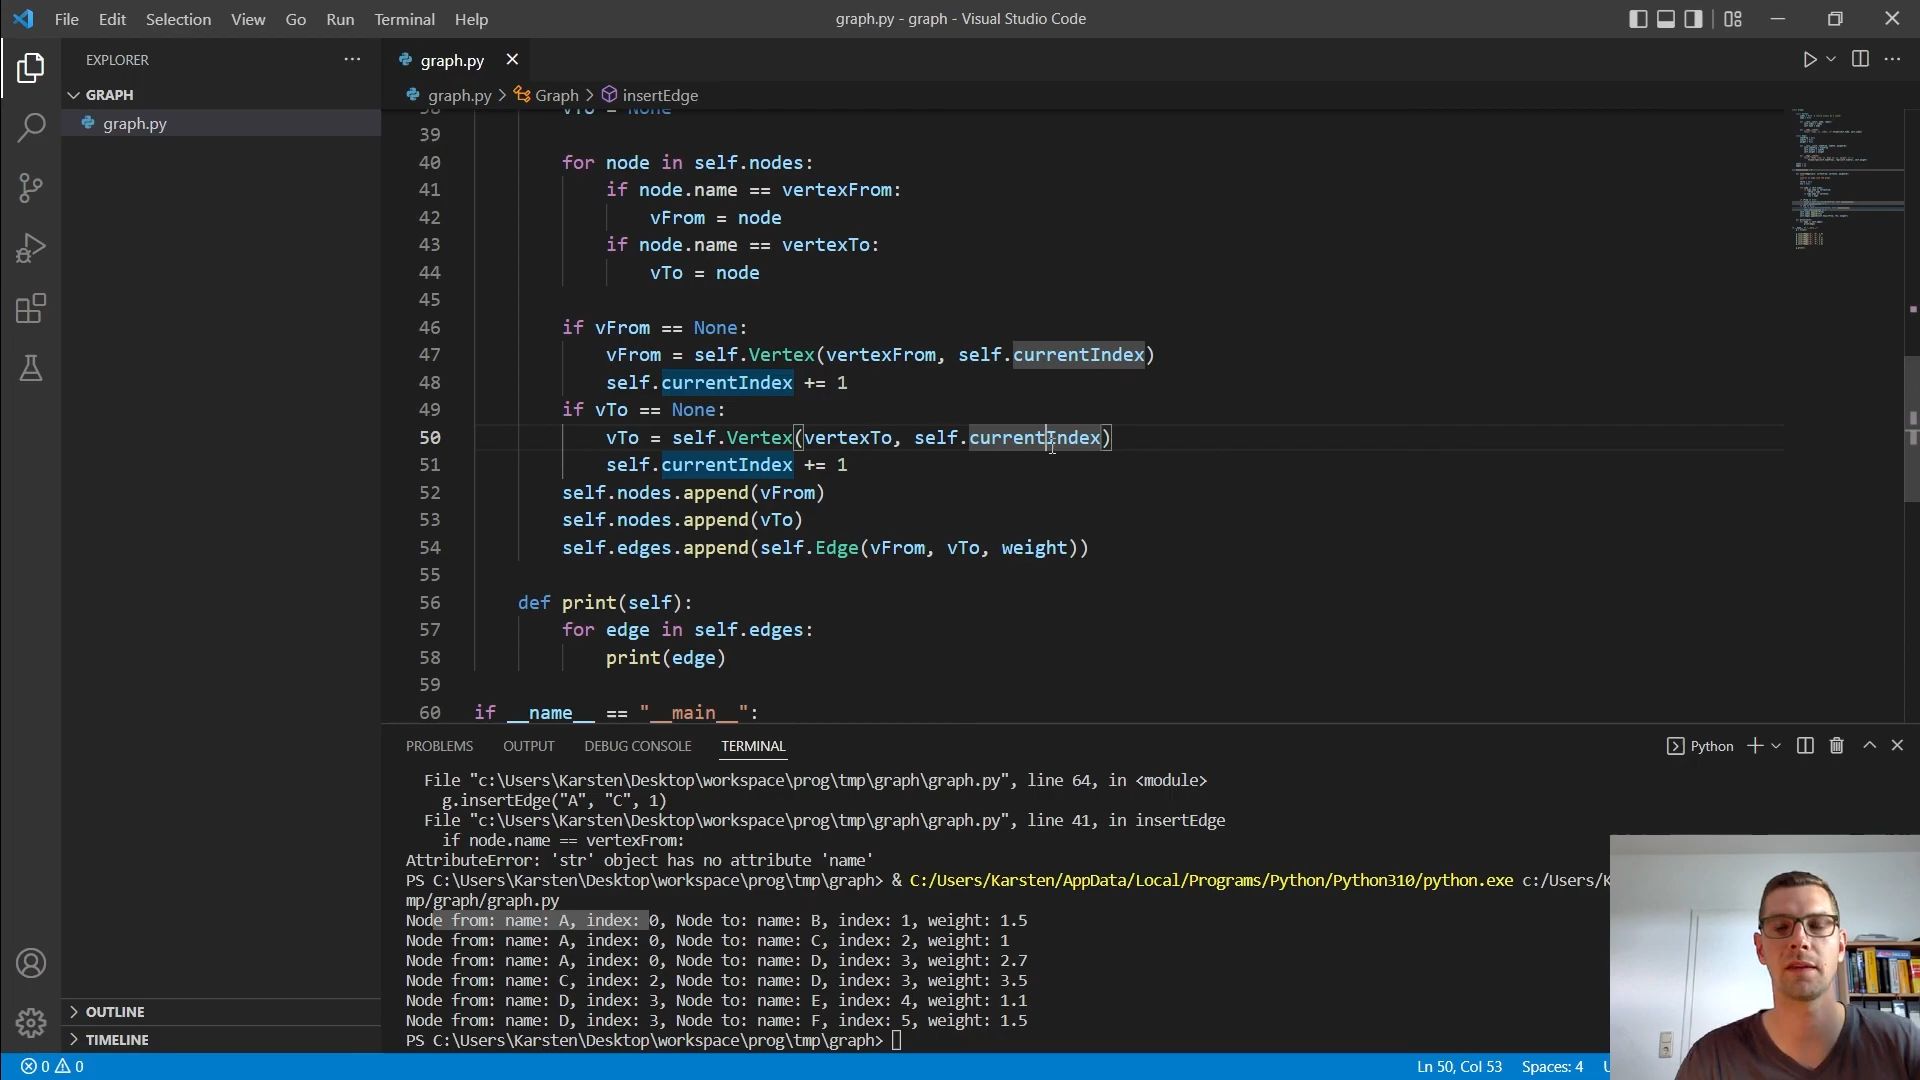 File Edit Selection View Go Run Terminal Help
graph.py - graph - Visual Studio Code
EXPLORER
GRAPH
graph.py
graph.py
graph.py > Graph > insertEdge
38 vTo = None
39
40 for node in self.nodes:
41 if node.name == vertexFrom:
42 vFrom = node
43 if node.name == vertexTo:
44 vTo = node
45
46 if vFrom == None:
47 vFrom = self.Vertex(vertexFrom, self.currentIndex)
48 self.currentIndex += 1
49 if vTo == None:
50 vTo = self.Vertex(vertexTo, self.currentIndex)
51 self.currentIndex += 1
52 self.nodes.append(vFrom)
53 self.nodes.append(vTo)
54 self.edges.append(self.Edge(vFrom, vTo, weight))
55
56 def print(self):
57 for edge in self.edges:
58 print(edge)
59
60 if __name__ == "__main__":
PROBLEMS OUTPUT DEBUG CONSOLE TERMINAL
Python
File "c:\Users\Karsten\Desktop\workspace\prog\tmp\graph\graph.py", line 64, in <module>
g.insertEdge("A", "C", 1)
File "c:\Users\Karsten\Desktop\workspace\prog\tmp\graph\graph.py", line 41, in insertEdge
if node.name == vertexFrom:
AttributeError: 'str' object has no attribute 'name'
PS C:\Users\Karsten\Desktop\workspace\prog\tmp\graph> & C:/Users/Karsten/AppData/Local/Programs/Python/Python310/python.exe c:/Users/K
mp/graph/graph.py
Node from: name: A, index: 0, Node to: name: B, index: 1, weight: 1.5
Node from: name: A, index: 0, Node to: name: C, index: 2, weight: 1
Node from: name: A, index: 0, Node to: name: D, index: 3, weight: 2.7
Node from: name: C, index: 2, Node to: name: D, index: 3, weight: 3.5
Node from: name: D, index: 3, Node to: name: E, index: 4, weight: 1.1
Node from: name: D, index: 3, Node to: name: F, index: 5, weight: 1.5
PS C:\Users\Karsten\Desktop\workspace\prog\tmp\graph>
OUTLINE
TIMELINE
0 0
Ln 50, Col 53 Spaces: 4